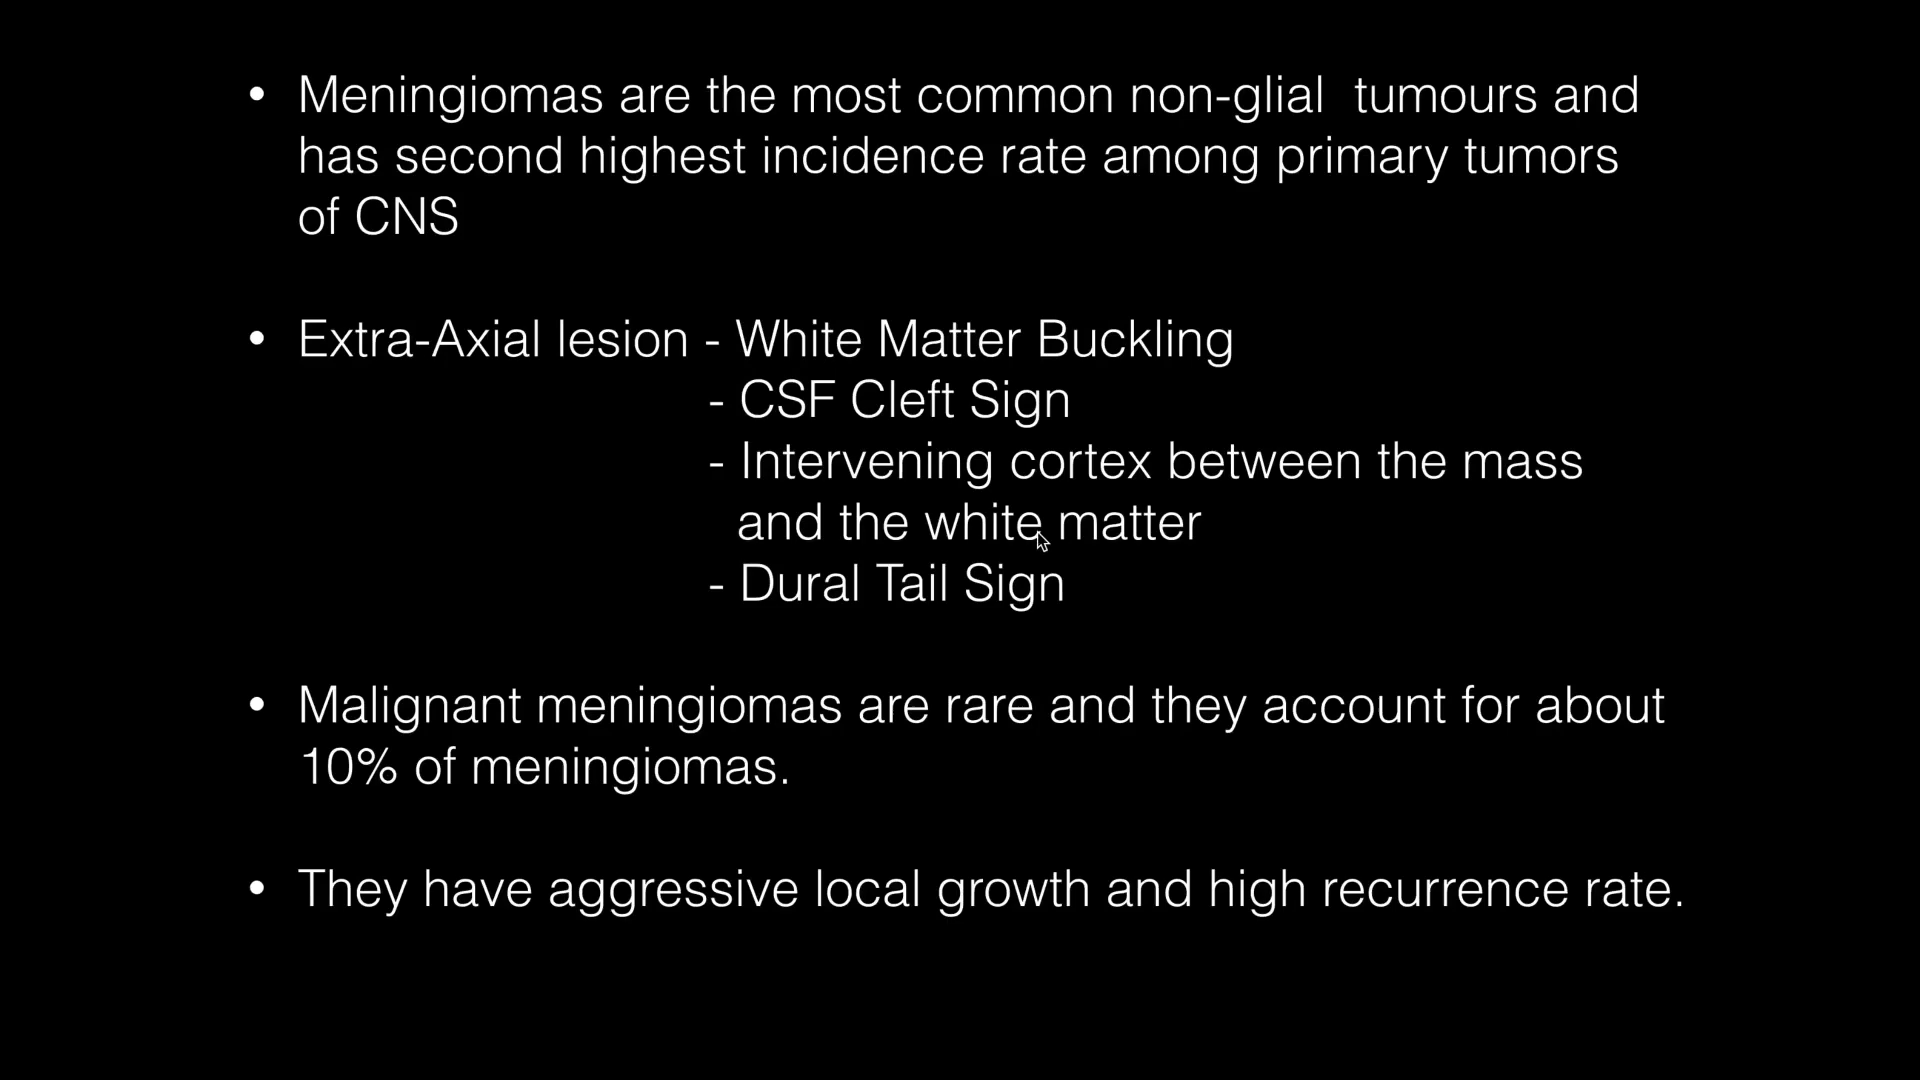 • Meningiomas are the most common non-glial  tumours and
has second highest incidence rate among primary tumors
of CNS
• Extra-Axial lesion - White Matter Buckling
- CSF Cleft Sign
- Intervening cortex between the mass
and the white matter
- Dural Tail Sign
• Malignant meningiomas are rare and they account for about
10% of meningiomas.
• They have aggressive local growth and high recurrence rate.